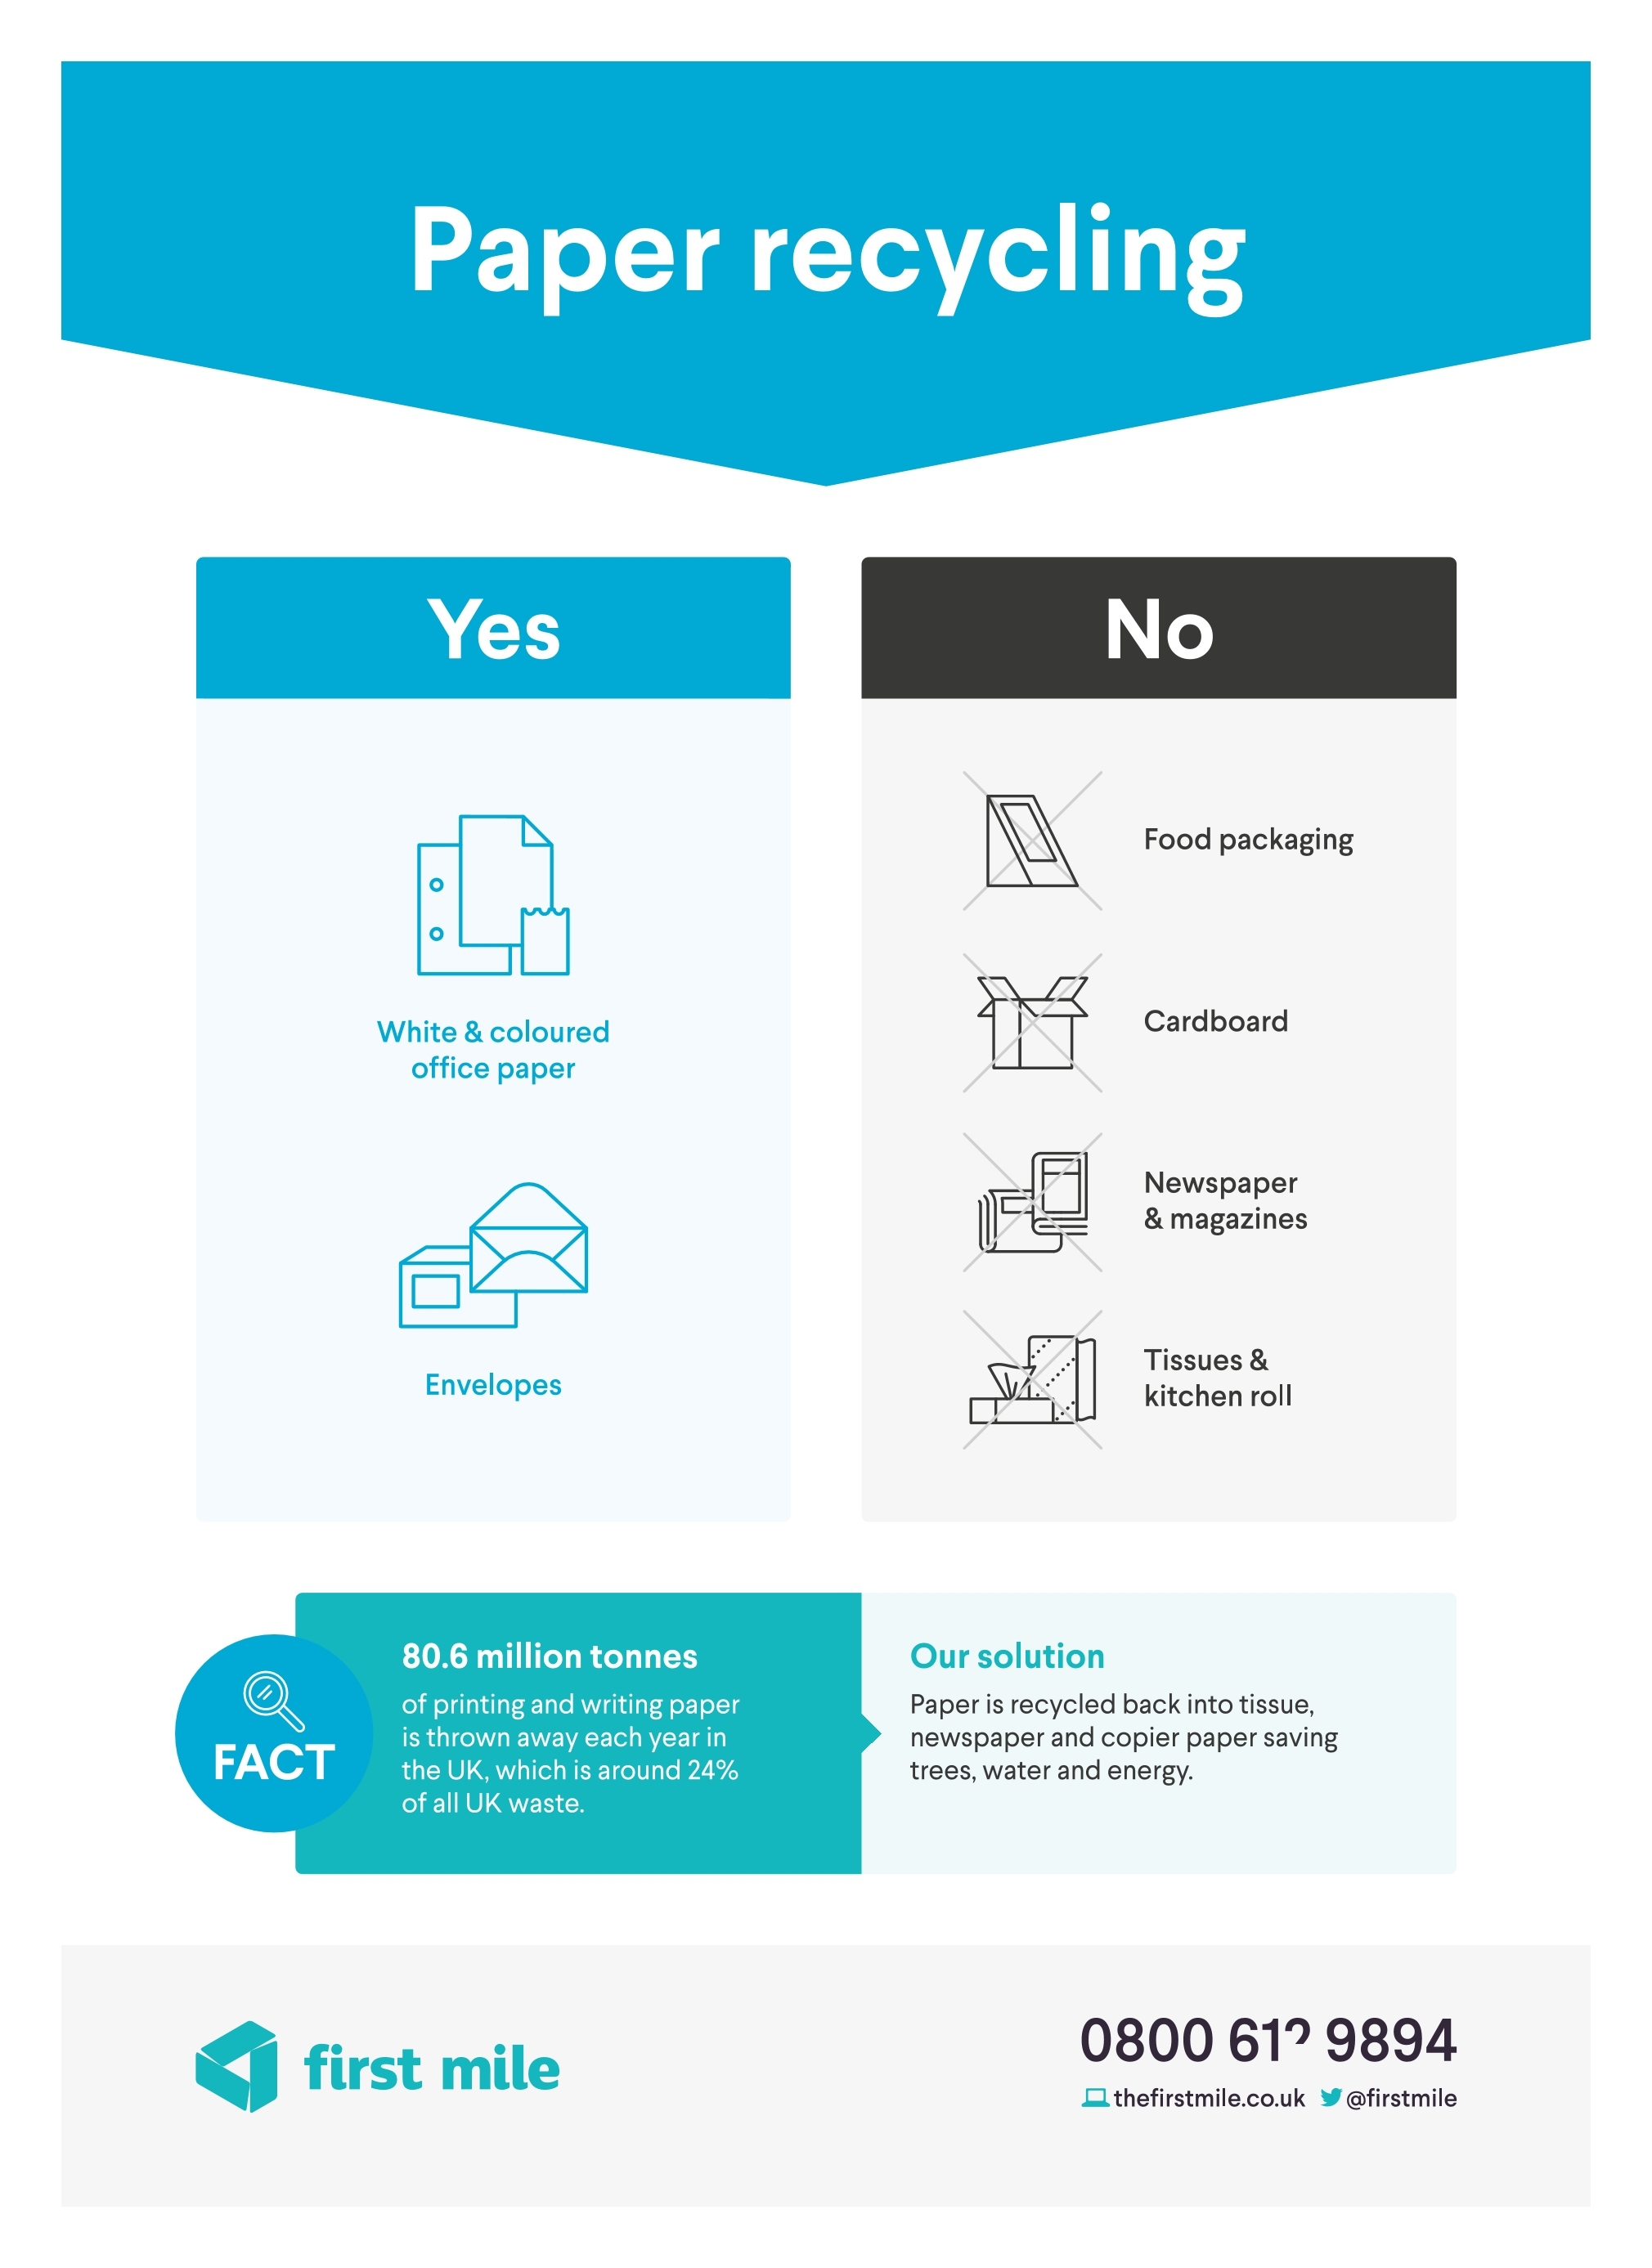 Paper recycling
Yes
White & coloured
office paper
Envelopes
No
Food packaging
Cardboard
Newspaper
& magazines
Tissues &
kitchen roll
FACT
80.6 million tonnes
of printing and writing paper
is thrown away each year in
the UK, which is around 24%
of all UK waste.
Our solution
Paper is recycled back into tissue,
newspaper and copier paper saving
trees, water and energy.
first mile
0800 9894
thefirstmile.co.uk @firstmile